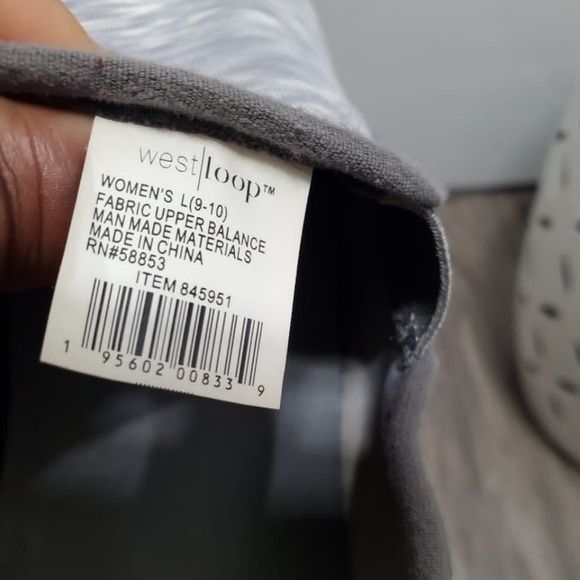 west|loop™
WOMEN'S L(9-10)
FABRIC UPPER BALANCE
MAN MADE MATERIALS
MADE IN CHINA
RN#58853
ITEM 845951
1 95602 00833 9